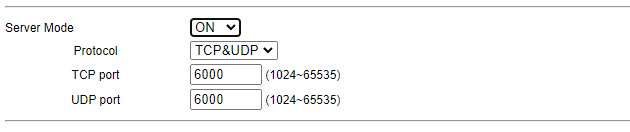 Server Mode ON
Protocol TCP&UDP
TCP port 6000 (1024~65535)
UDP port 6000 (1024~65535)